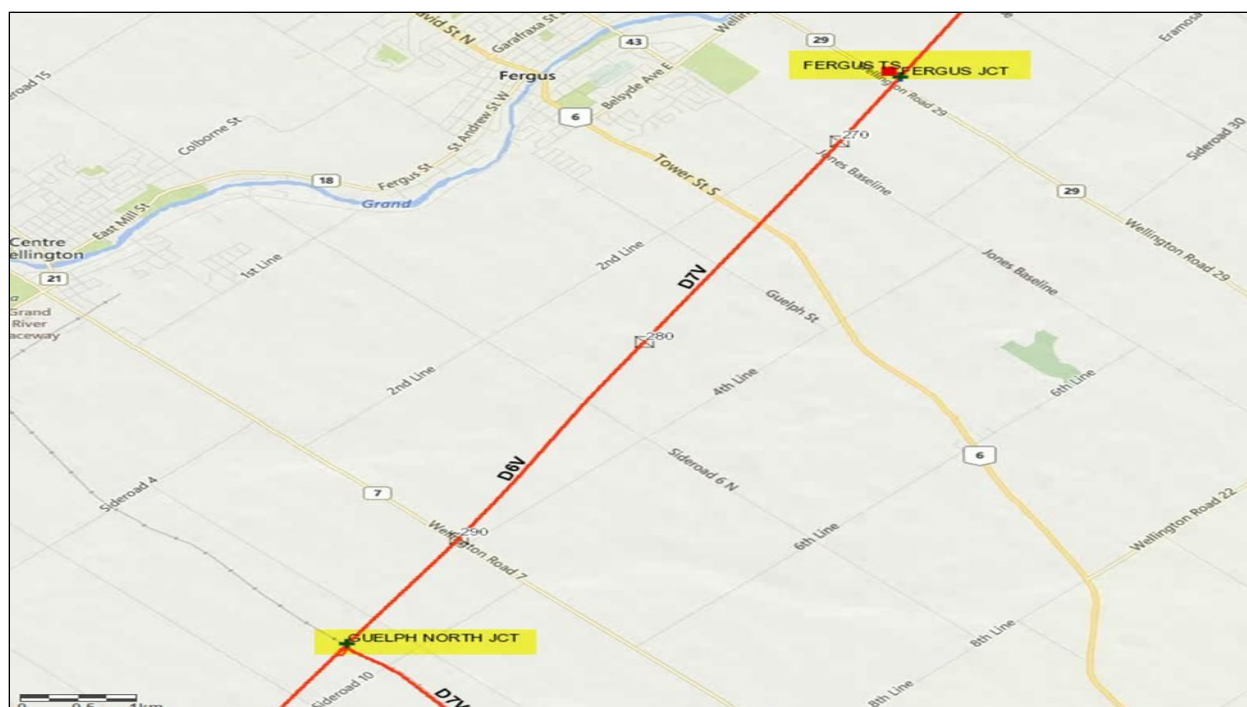 David St N
Garafraxa St E
43
Wellington
29
Eramosa
Sideroad 15
Fergus
Belsyde Ave E
FERGUS TS
FERGUS JCT
Wellington Road 29
6
270
Sideroad 30
Colborne St
St Andrew St W
Jones Baseline
Fergus St
18
Tower St S
29
Grand
East Mill St
Centre
Wellington
1st Line
2nd Line
D7V
Jones Baseline
Wellington Road 29
21
Guelph St
Grand
River
Raceway
280
2nd Line
4th Line
6th Line
D6V
Sideroad 6 N
6
Sideroad 4
7
290
Wellington Road 7
6th Line
Wellington Road 22
GUELPH NORTH JCT
8th Line
Sideroad 10
D7V
8th Line
0 0.5 1km